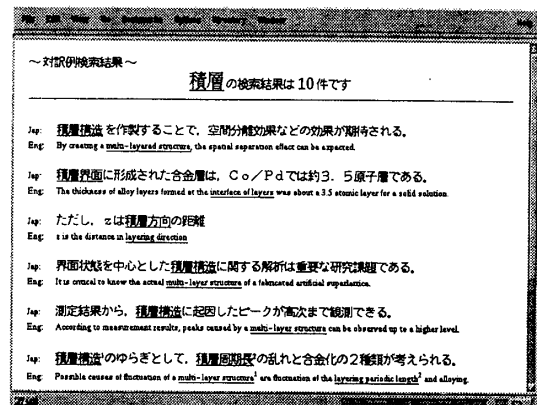 File Edit View Go Bookmarks Options Directory Window Help
～対訳例検索結果～
積層の検索結果は10件です
Jap: 積層構造を作製することで，空間分離効果などの効果が期待される。
Eng: By creating a multi-layered structure, the spatial separation effect can be expected.
Jap: 積層界面に形成された合金層は，Ｃｏ／Ｐｄでは約３．５原子層である。
Eng: The thickness of alloy layers formed at the interface of layers was about a 3.5 atomic layer for a solid solution.
Jap: ただし，ｚは積層方向の距離
Eng: z is the distance in layering direction
Jap: 界面状態を中心とした積層構造に関する解析は重要な研究課題である。
Eng: It is crucial to know the actual multi-layer structure of a fabricated artificial superlattice.
Jap: 測定結果から，積層構造に起因したピークが高次まで観測できる。
Eng: According to measurement results, peaks caused by a multi-layer structure can be observed up to a higher level.
Jap: 積層構造¹のゆらぎとして，積層周期長²の乱れと合金化の２種類が考えられる。
Eng: Possible causes of fluctuation of a multi-layer structure¹ are fluctuation of the layering periodic length² and alloying.